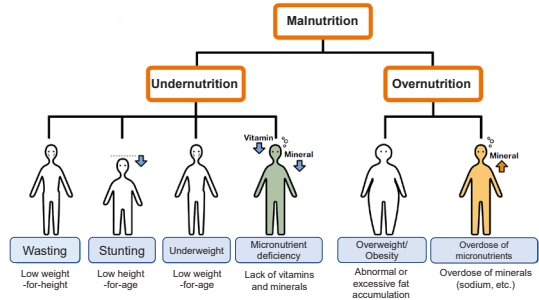 Malnutrition
Undernutrition
Overnutrition
Vitamin
Mineral
Mineral
Wasting
Stunting
Underweight
Micronutrient
deficiency
Overweight/
Obesity
Overdose of
micronutrients
Low weight
-for-height
Low height
-for-age
Low weight
-for-age
Lack of vitamins
and minerals
Abnormal or
excessive fat
accumulation
Overdose of minerals
(sodium, etc.)